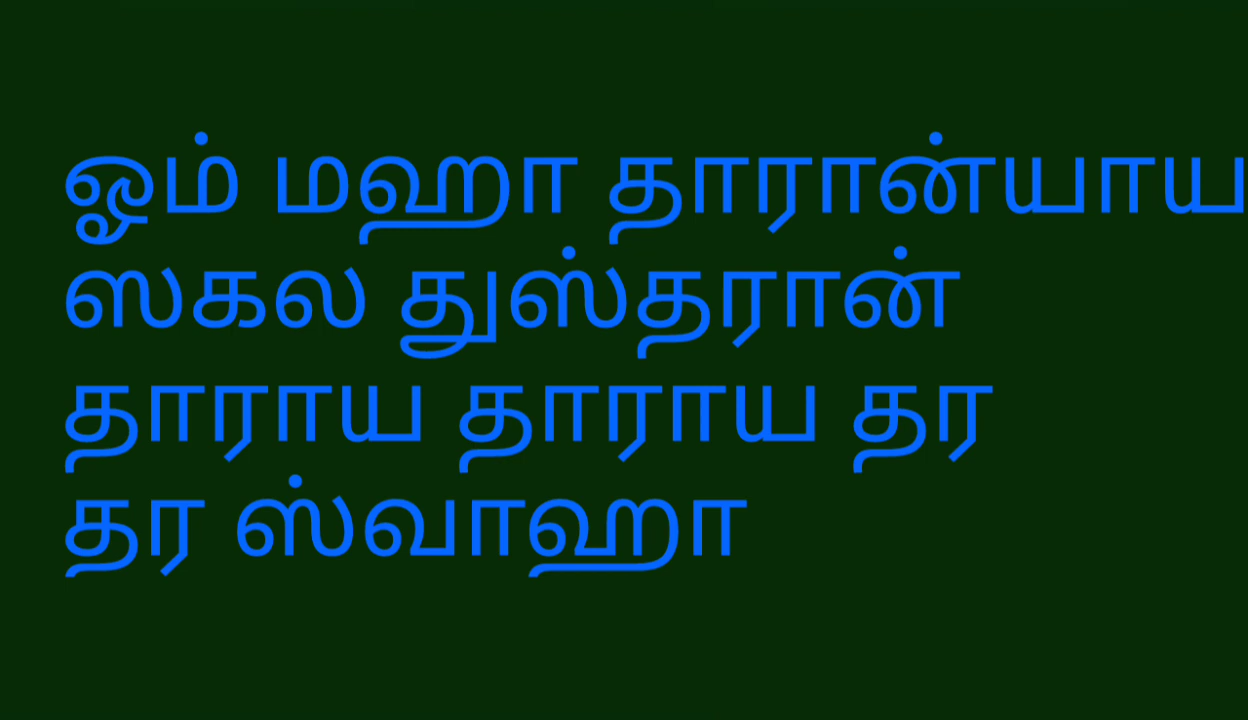 ஓம் மஹா தாரான்யாய
ஸகல துஸ்தரான்
தாராய தாராய தர
தர ஸ்வாஹா